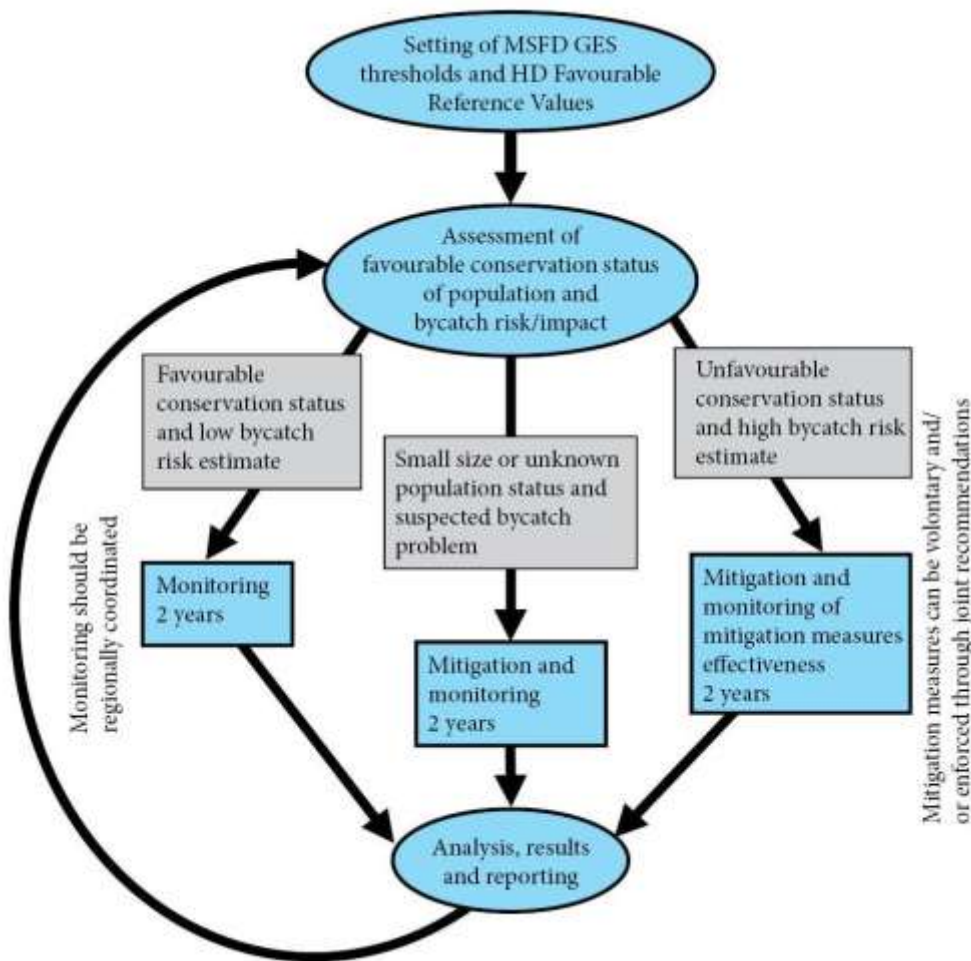 Setting of MSFD GES
thresholds and HD Favourable
Reference Values
Assessment of
favourable conservation status
of population and
bycatch risk/impact
Favourable
conservation status
and low bycatch
risk estimate
Small size or unknown
population status and
suspected bycatch
problem
Unfavourable
conservation status
and high bycatch risk
estimate
Monitoring should be
regionally coordinated
Monitoring
2 years
Mitigation and
monitoring
2 years
Mitigation and
monitoring of
mitigation measures
effectiveness
2 years
Mitigation measures can be volontary and/
or enforced through joint recommendations
Analysis, results
and reporting